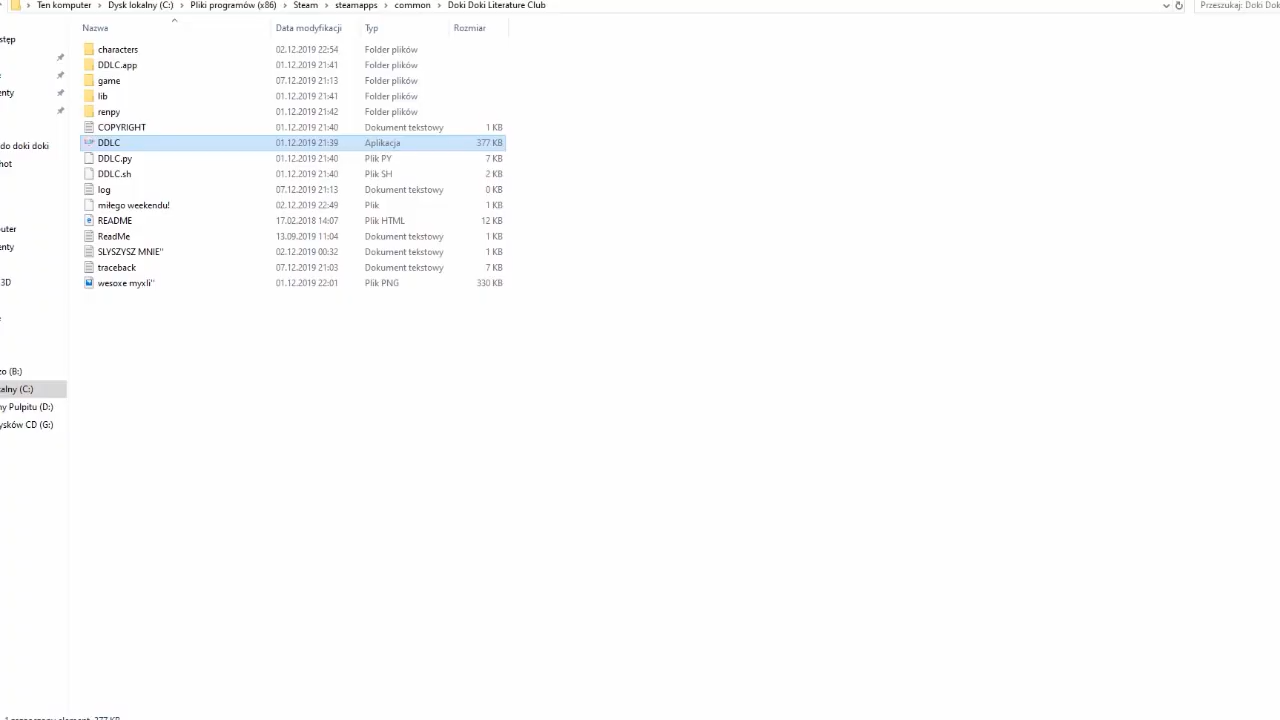 Ten komputer › Dysk lokalny (C:) › Pliki programów (x86) › Steam › steamapps › common › Doki Doki Literature Club
Przeszukaj: Doki Dok
Nazwa Data modyfikacji Typ Rozmiar
characters 02.12.2019 22:54 Folder plików
DDLC.app 01.12.2019 21:41 Folder plików
game 07.12.2019 21:13 Folder plików
lib 01.12.2019 21:41 Folder plików
renpy 01.12.2019 21:42 Folder plików
COPYRIGHT 01.12.2019 21:40 Dokument tekstowy 1 KB
DDLC 01.12.2019 21:39 Aplikacja 377 KB
DDLC.py 01.12.2019 21:40 Plik PY 7 KB
DDLC.sh 01.12.2019 21:40 Plik SH 2 KB
log 07.12.2019 21:13 Dokument tekstowy 0 KB
miłego weekendu! 02.12.2019 22:49 Plik 1 KB
README 17.02.2018 14:07 Plik HTML 12 KB
ReadMe 13.09.2019 11:04 Dokument tekstowy 1 KB
SLYSZYSZ MNIE" 02.12.2019 00:32 Dokument tekstowy 1 KB
traceback 07.12.2019 21:03 Dokument tekstowy 7 KB
wesoxe myxli" 01.12.2019 22:01 Plik PNG 330 KB
stęp
enty
do doki doki
hot
uter
enty
3D
zo (B:)
alny (C:)
ny Pulpitu (D:)
ysków CD (G:)